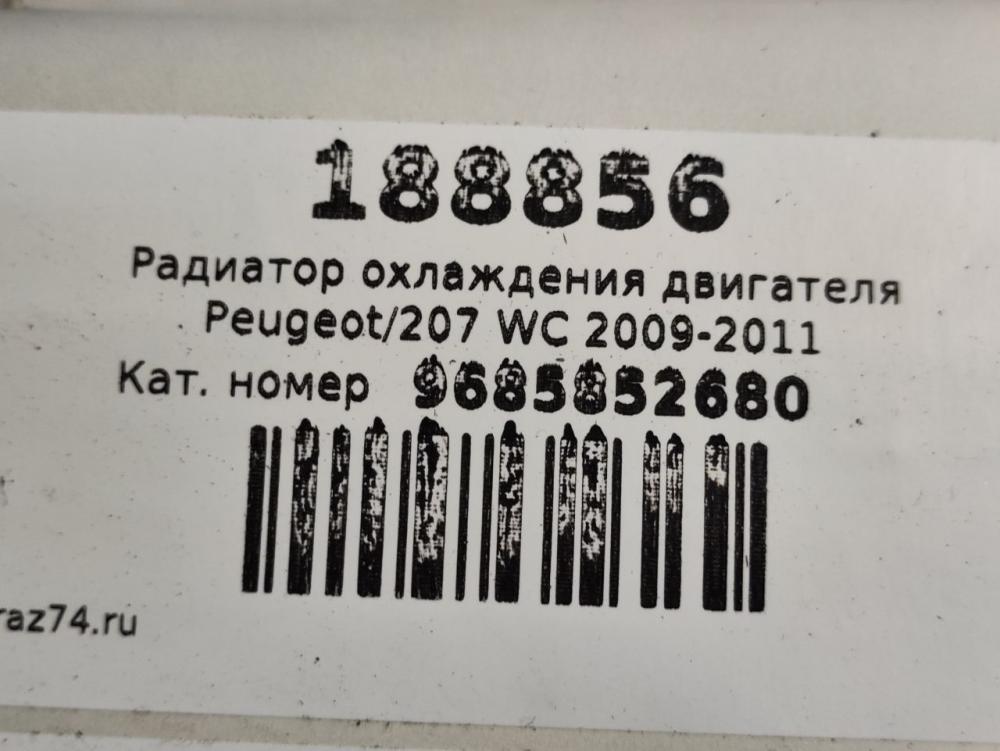 188856
Радиатор охлаждения двигателя
Peugeot/207 WC 2009-2011
Кат. номер 9685852680
raz74.ru